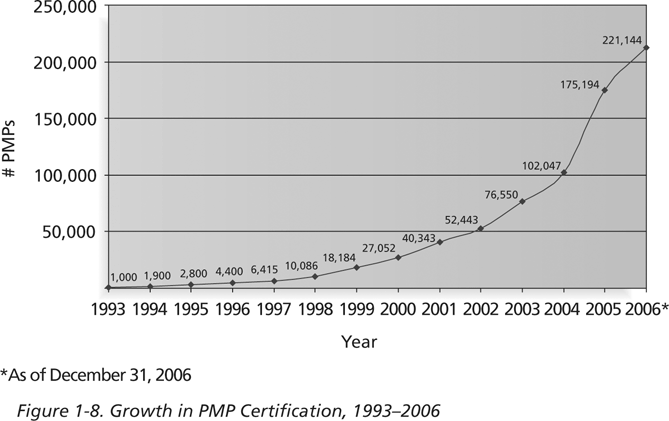 250,000
221,144
200,000
175,194
150,000
# PMPs
102,047
100,000
76,550
52,443
50,000
40,343
27,052
18,184
10,086
1,000 1,900 2,800 4,400 6,415
1993 1994 1995 1996 1997 1998 1999 2000 2001 2002 2003 2004 2005 2006*
Year
*As of December 31, 2006
Figure 1-8. Growth in PMP Certification, 1993–2006